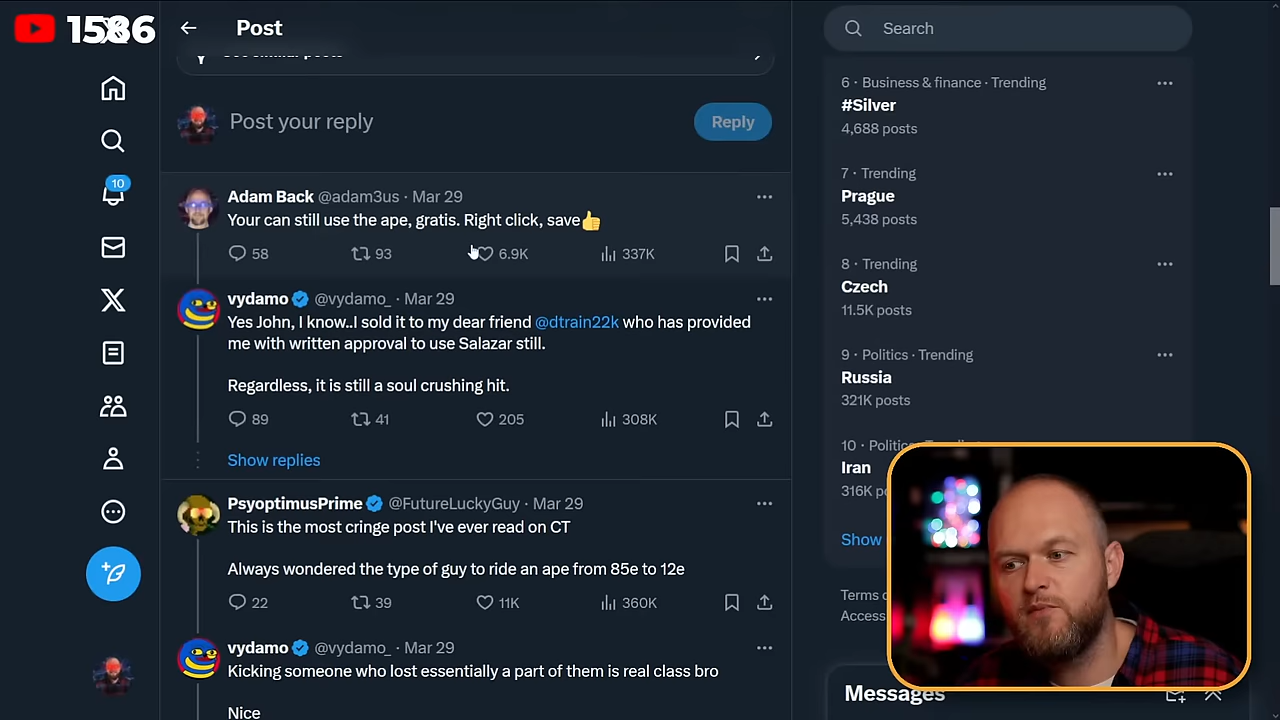 1586
Post
Search
Post your reply
Reply
10
Adam Back @adam3us · Mar 29
Your can still use the ape, gratis. Right click, save👍
58 93 6.9K 337K
vydamo @vydamo_ · Mar 29
Yes John, I know..I sold it to my dear friend @dtrain22k who has provided
me with written approval to use Salazar still.
Regardless, it is still a soul crushing hit.
89 41 205 308K
Show replies
PsyoptimusPrime @FutureLuckyGuy · Mar 29
This is the most cringe post I've ever read on CT
Always wondered the type of guy to ride an ape from 85e to 12e
22 39 11K 360K
vydamo @vydamo_ · Mar 29
Kicking someone who lost essentially a part of them is real class bro
Nice
6 · Business & finance · Trending
#Silver
4,688 posts
7 · Trending
Prague
5,438 posts
8 · Trending
Czech
11.5K posts
9 · Politics · Trending
Russia
321K posts
10 · Politics · Trending
Iran
316K
Show
Terms
Access
Messages